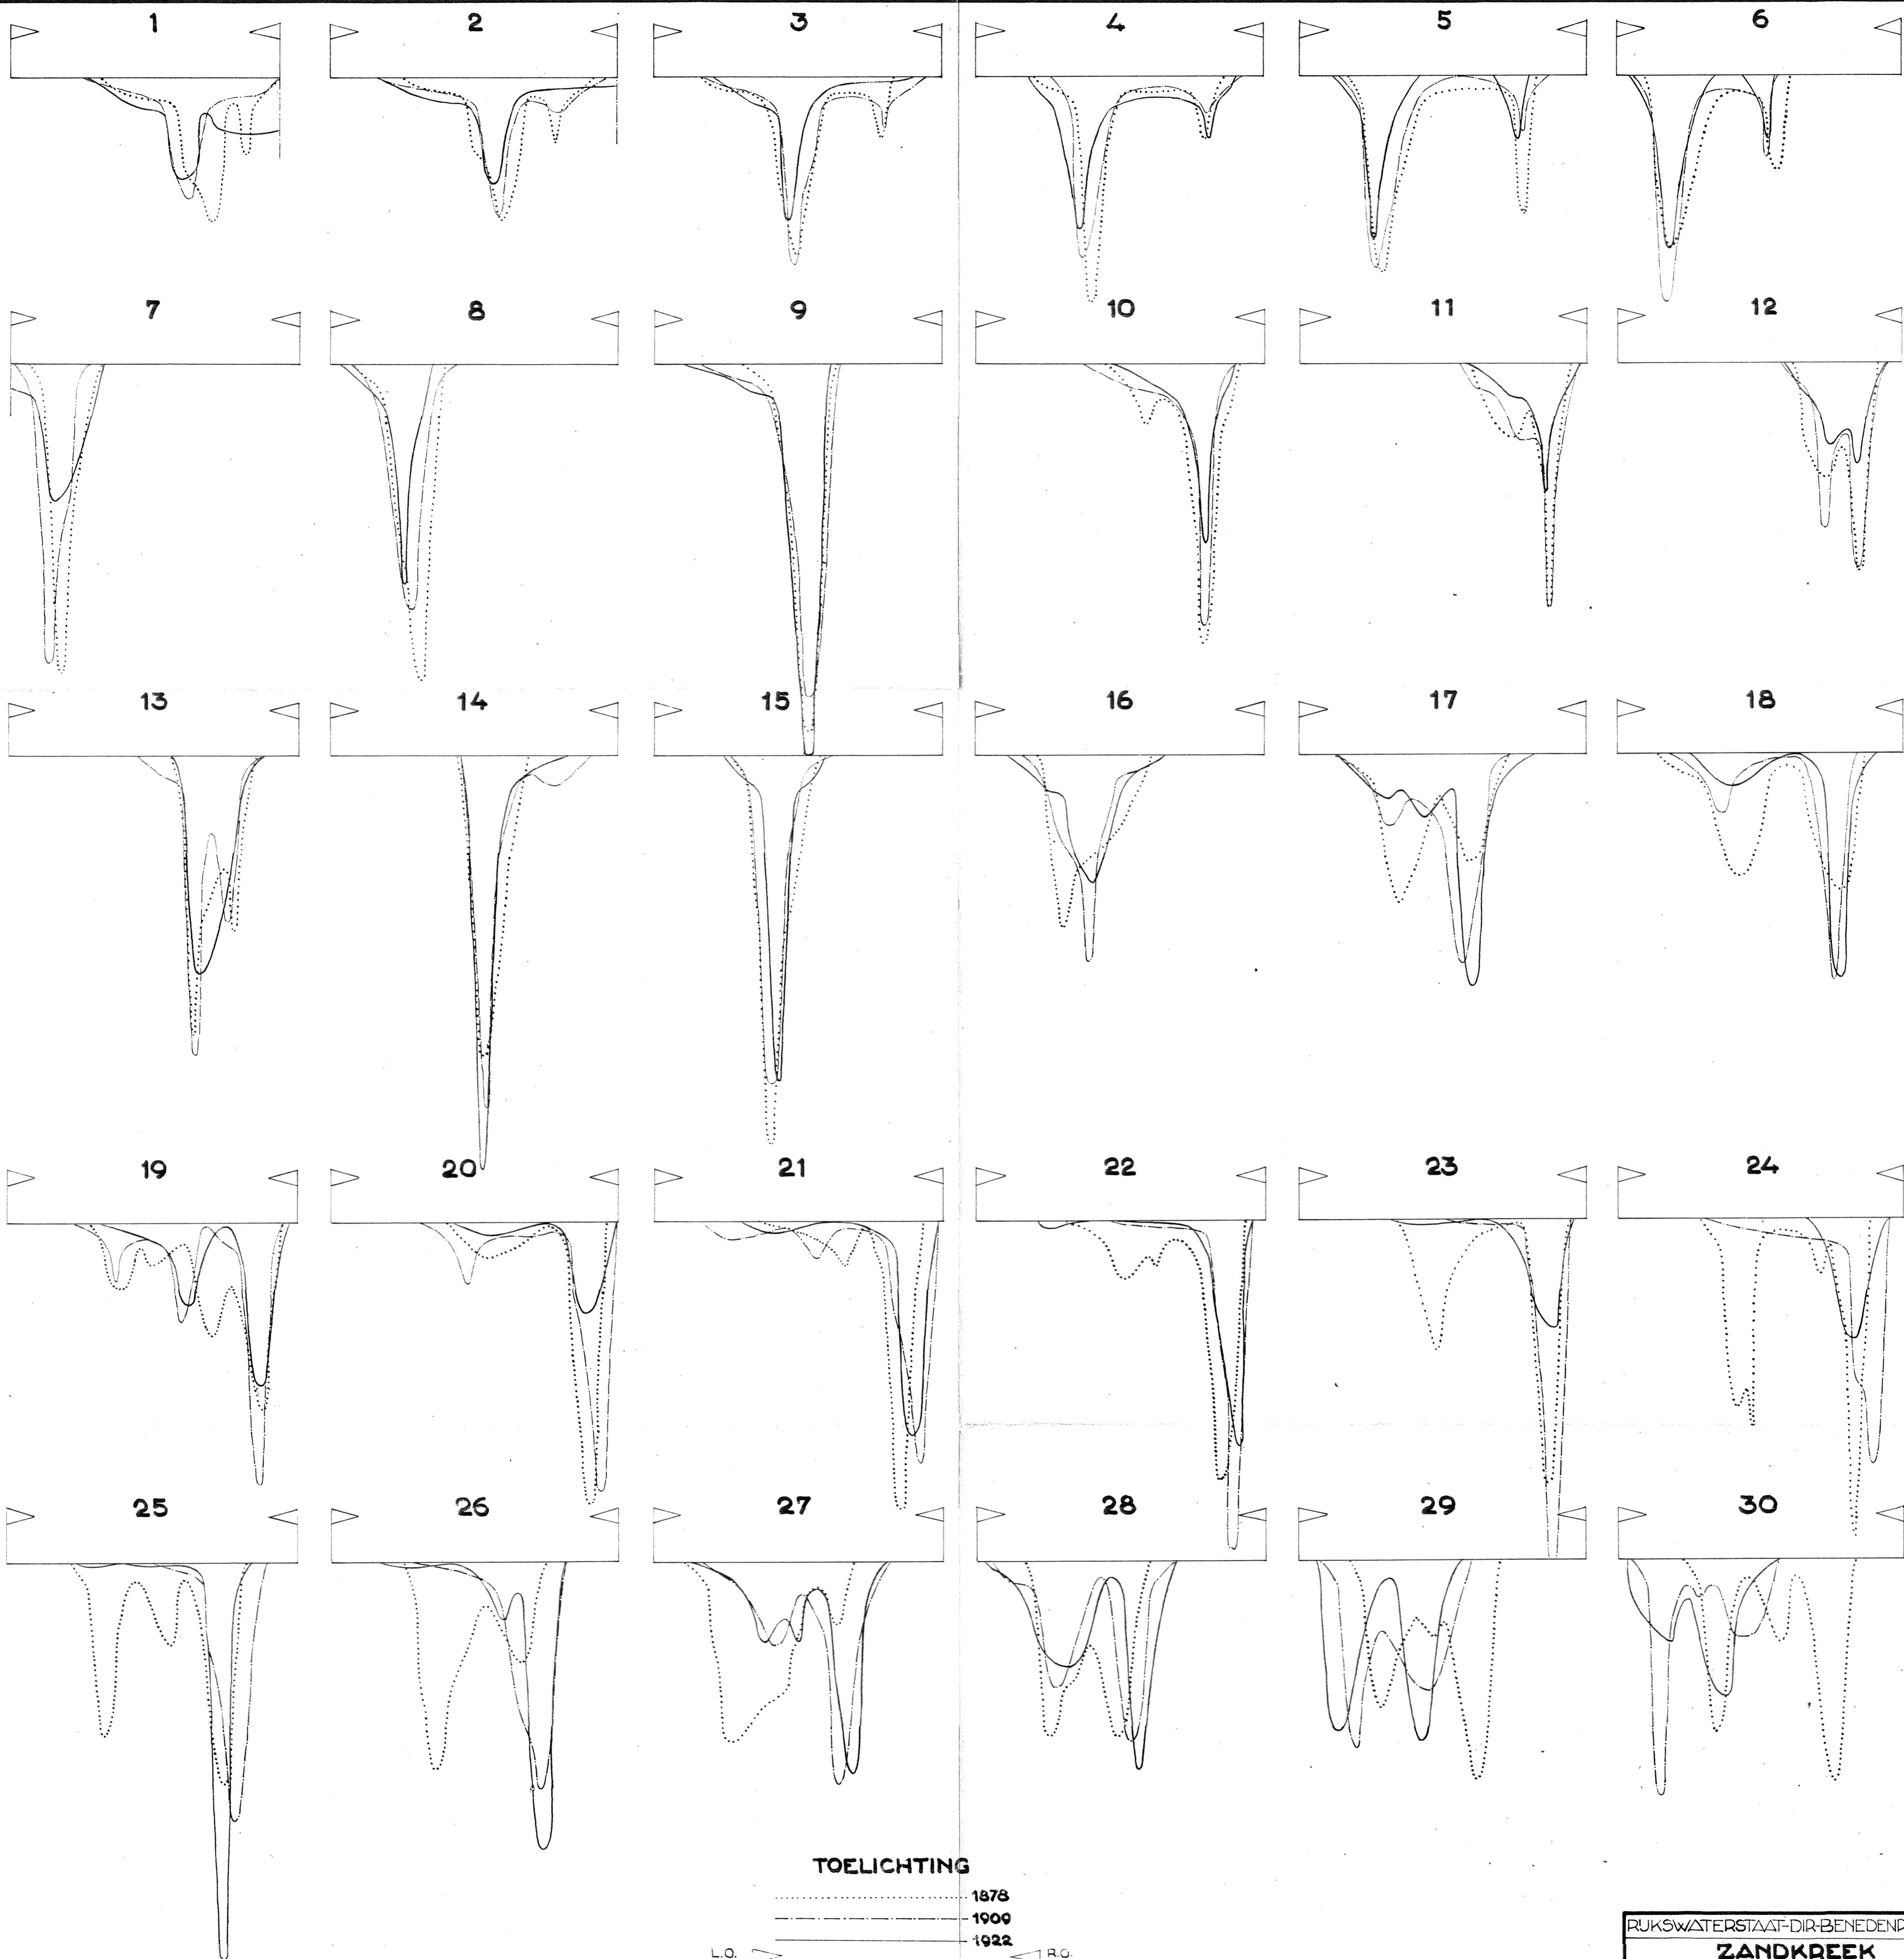 1 2 3 4 5 6
7 8 9 10 11 12
13 14 15 16 17 18
19 20 21 22 23 24
25 26 27 28 29 30
TOELICHTING
1878
1909
1922
L.O. R.O.
RIJKSWATERSTAAT-DIR-BENEDENR
ZANDKREEK